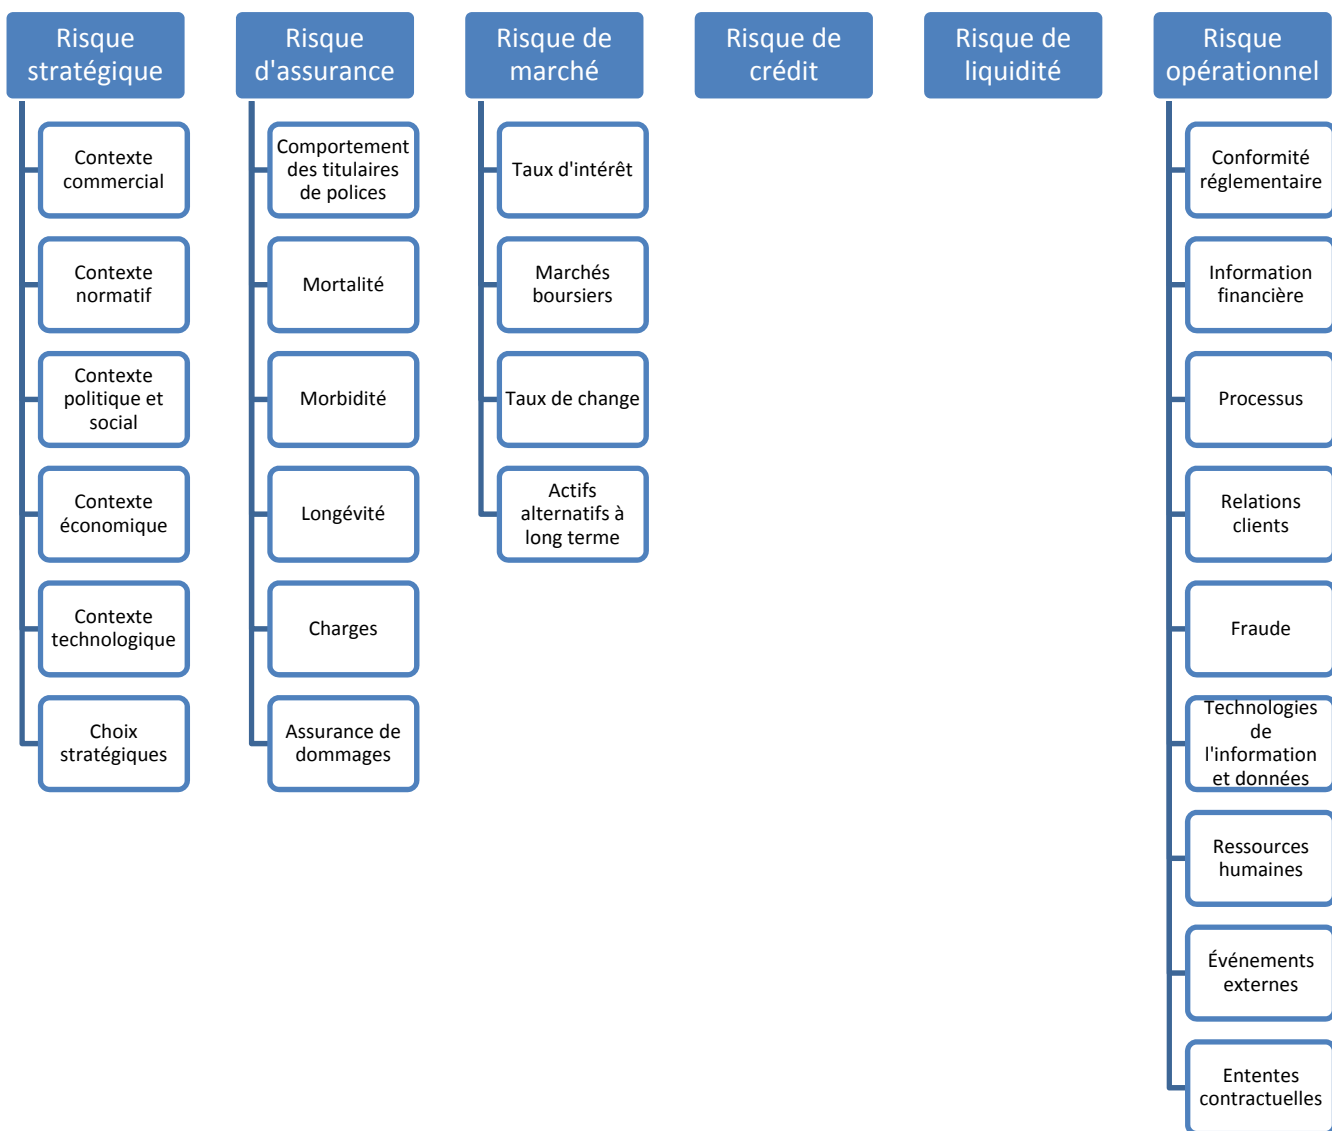 Risque
stratégique
Contexte
commercial
Contexte
normatif
Contexte
politique et
social
Contexte
économique
Contexte
technologique
Choix
stratégiques
Risque
d'assurance
Comportement
des titulaires
de polices
Mortalité
Morbidité
Longévité
Charges
Assurance de
dommages
Risque de
marché
Taux d'intérêt
Marchés
boursiers
Taux de change
Actifs
alternatifs à
long terme
Risque de
crédit
Risque de
liquidité
Risque
opérationnel
Conformité
réglementaire
Information
financière
Processus
Relations
clients
Fraude
Technologies
de
l'information
et données
Ressources
humaines
Événements
externes
Ententes
contractuelles